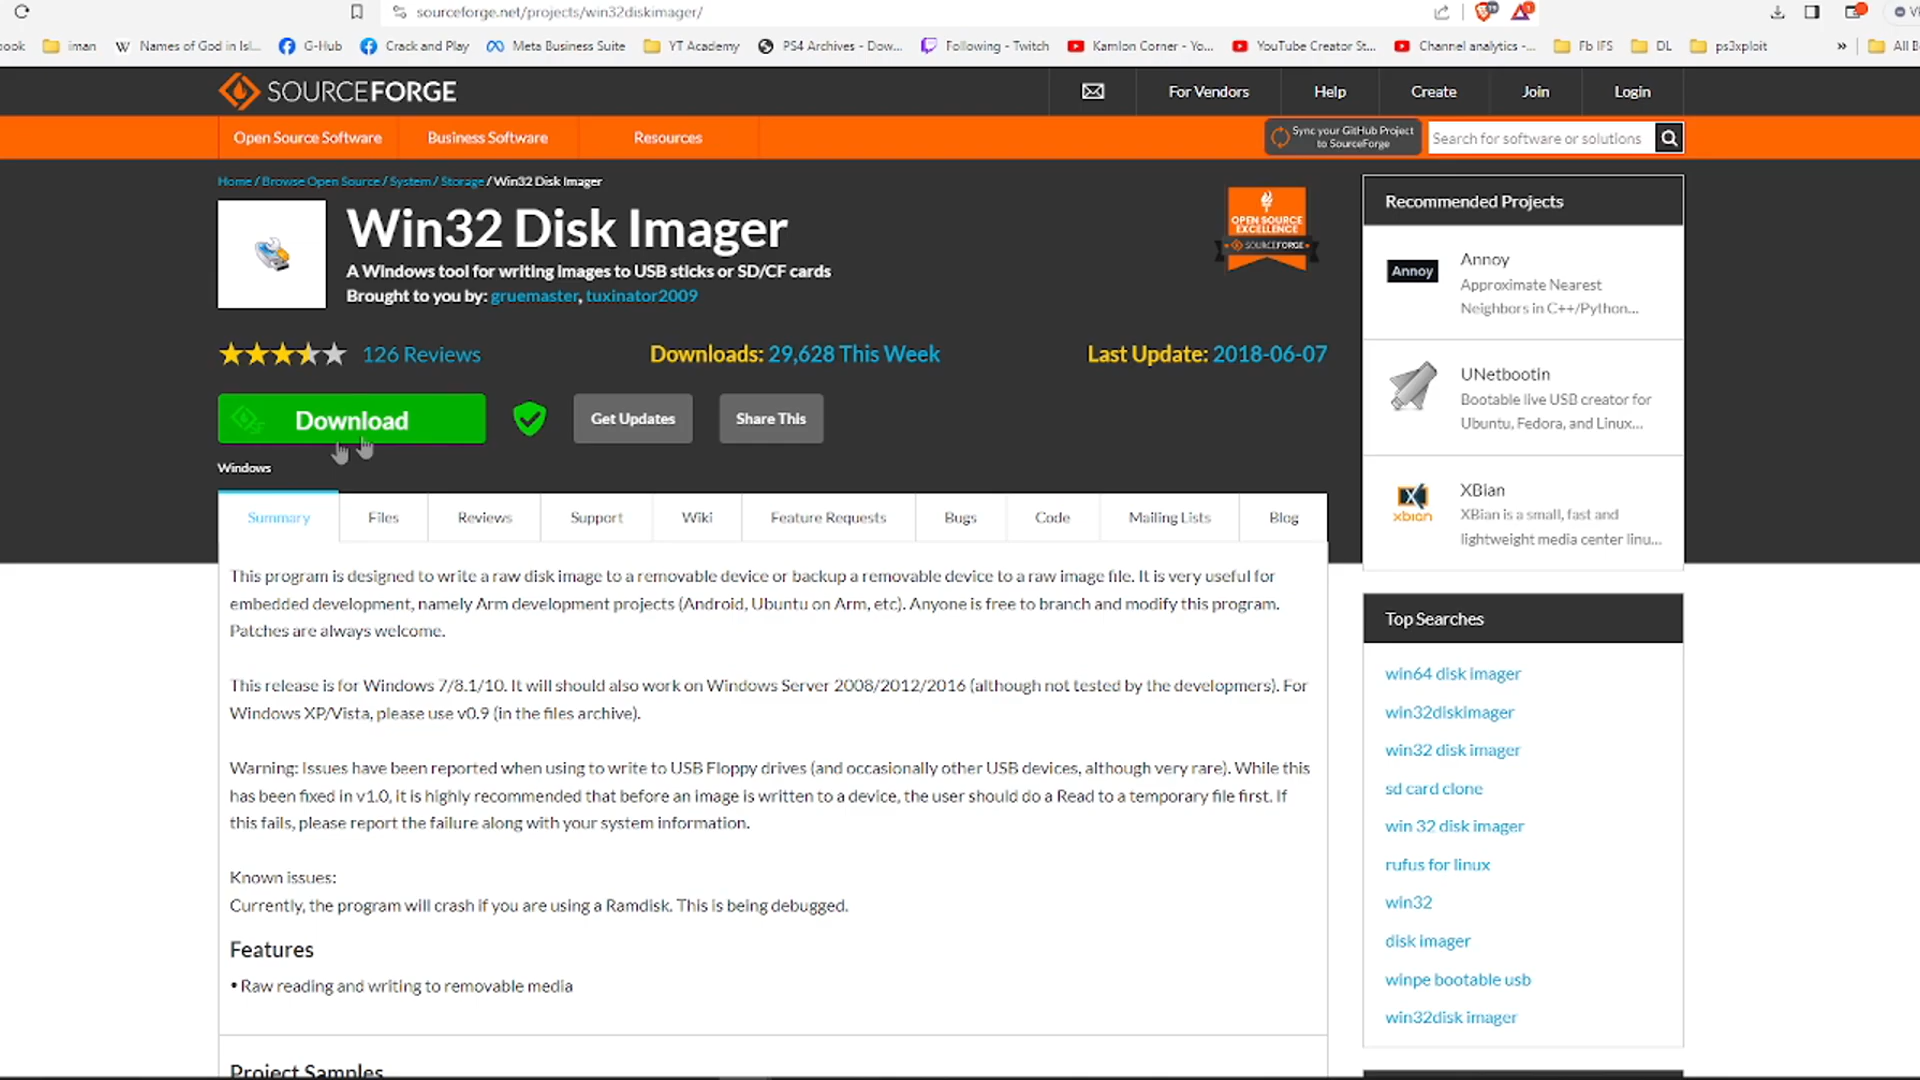 sourceforge.net/projects/win32diskimager/
ook
iman
Names of God in Isl...
G-Hub
Crack and Play
Meta Business Suite
YT Academy
PS4 Archives - Dow...
Following - Twitch
Kamlon Corner - Yo...
YouTube Creator St...
Channel analytics -...
Fb IFS
DL
ps3xploit
»
All B
SOURCEFORGE
For Vendors
Help
Create
Join
Login
Open Source Software
Business Software
Resources
Sync your GitHub Project
to SourceForge
Search for software or solutions
Home / Browse Open Source / System / Storage / Win32 Disk Imager
Win32 Disk Imager
A Windows tool for writing images to USB sticks or SD/CF cards
Brought to you by: gruemaster, tuxinator2009
OPEN SOURCE
EXCELLENCE
SOURCEFORGE
126 Reviews
Downloads: 29,628 This Week
Last Update: 2018-06-07
Download
Get Updates
Share This
Windows
Summary
Files
Reviews
Support
Wiki
Feature Requests
Bugs
Code
Mailing Lists
Blog
This program is designed to write a raw disk image to a removable device or backup a removable device to a raw image file. It is very useful for
embedded development, namely Arm development projects (Android, Ubuntu on Arm, etc). Anyone is free to branch and modify this program.
Patches are always welcome.
This release is for Windows 7/8.1/10. It will should also work on Windows Server 2008/2012/2016 (although not tested by the developmers). For
Windows XP/Vista, please use v0.9 (in the files archive).
Warning: Issues have been reported when using to write to USB Floppy drives (and occasionally other USB devices, although very rare). While this
has been fixed in v1.0, it is highly recommended that before an image is written to a device, the user should do a Read to a temporary file first. If
this fails, please report the failure along with your system information.
Known issues:
Currently, the program will crash if you are using a Ramdisk. This is being debugged.
Features
• Raw reading and writing to removable media
Project Samples
Recommended Projects
Annoy
Annoy
Approximate Nearest
Neighbors in C++/Python...
UNetbootin
Bootable live USB creator for
Ubuntu, Fedora, and Linux...
xbian
XBian
XBian is a small, fast and
lightweight media center linu...
Top Searches
win64 disk imager
win32diskimager
win32 disk imager
sd card clone
win 32 disk imager
rufus for linux
win32
disk imager
winpe bootable usb
win32disk imager